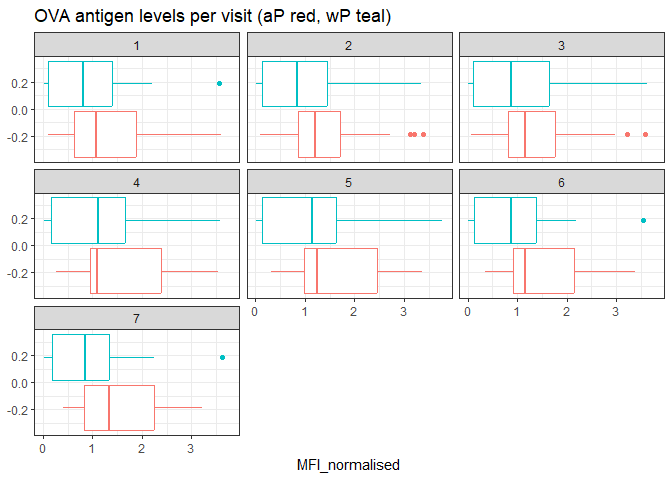 OVA antigen levels per visit (aP red, wP teal)
1 2 3
0.2
0.0
-0.2
4 5 6
0.2
0.0
-0.2
0 1 2 3 0 1 2 3
7
0.2
0.0
-0.2
0 1 2 3
MFI_normalised